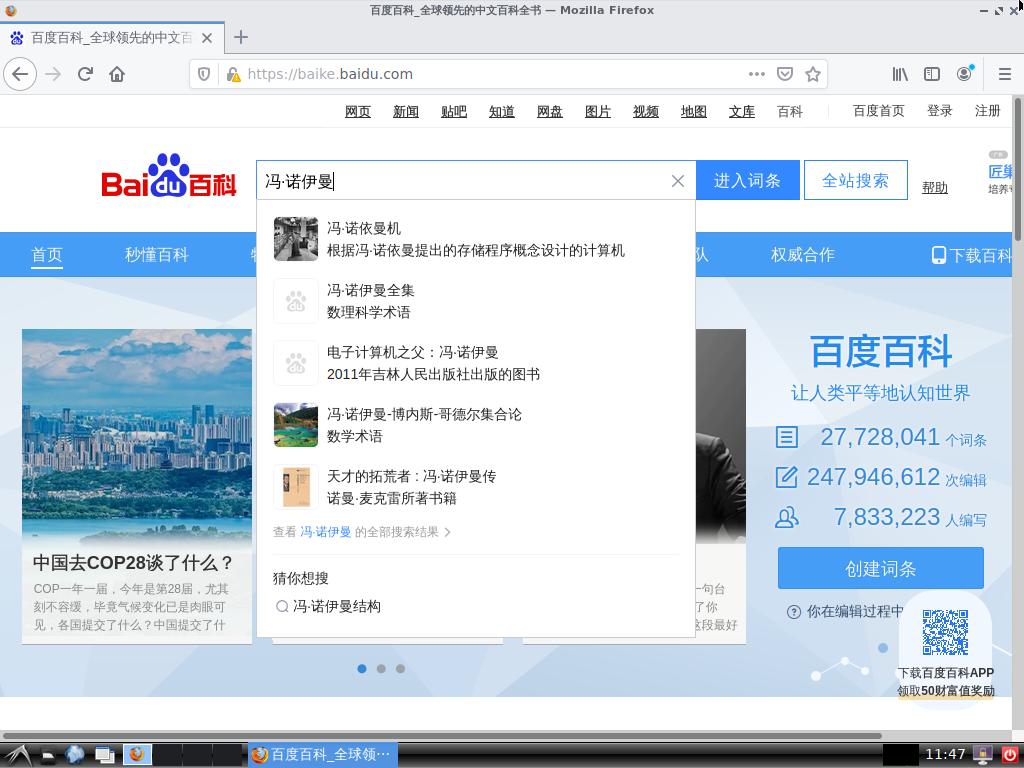 百度百科_全球领先的中文百科全书 — Mozilla Firefox
百度百科_全球领先的中文百
https://baike.baidu.com
网页 新闻 贴吧 知道 网盘 图片 视频 地图 文库 百科 百度首页 登录 注册
Bai du 百科
冯·诺伊曼
进入词条
全站搜索
帮助
首页 秒懂百科 权威合作 下载百科
冯·诺依曼机
根据冯·诺依曼提出的存储程序概念设计的计算机
冯·诺伊曼全集
数理科学术语
电子计算机之父：冯·诺伊曼
2011年吉林人民出版社出版的图书
冯·诺伊曼-博内斯-哥德尔集合论
数学术语
天才的拓荒者：冯·诺伊曼传
诺曼·麦克雷所著书籍
查看 冯·诺伊曼 的全部搜索结果
猜你想搜
冯·诺伊曼结构
中国去COP28谈了什么？
COP一年一届，今年是第28届，尤其
刻不容缓，毕竟气候变化已是肉眼可
见，各国提交了什么？中国提交了什
一句台
了你
这段最好
百度百科
让人类平等地认知世界
27,728,041 个词条
247,946,612 次编辑
7,833,223 人编写
创建词条
你在编辑过程中
下载百度百科APP
领取50财富值奖励
百度百科_全球领···
11:47